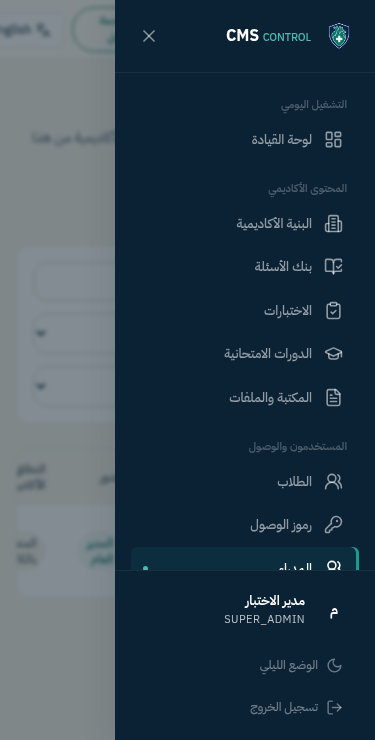 CMS CONTROL
التشغيل اليومي
لوحة القيادة
المحتوى الأكاديمي
البنية الأكاديمية
بنك الأسئلة
الاختبارات
الدورات الامتحانية
المكتبة والملفات
المستخدمون والوصول
الطلاب
رموز الوصول
المدراء
م
مدير الاختبار
SUPER_ADMIN
الوضع الليلي
تسجيل الخروج